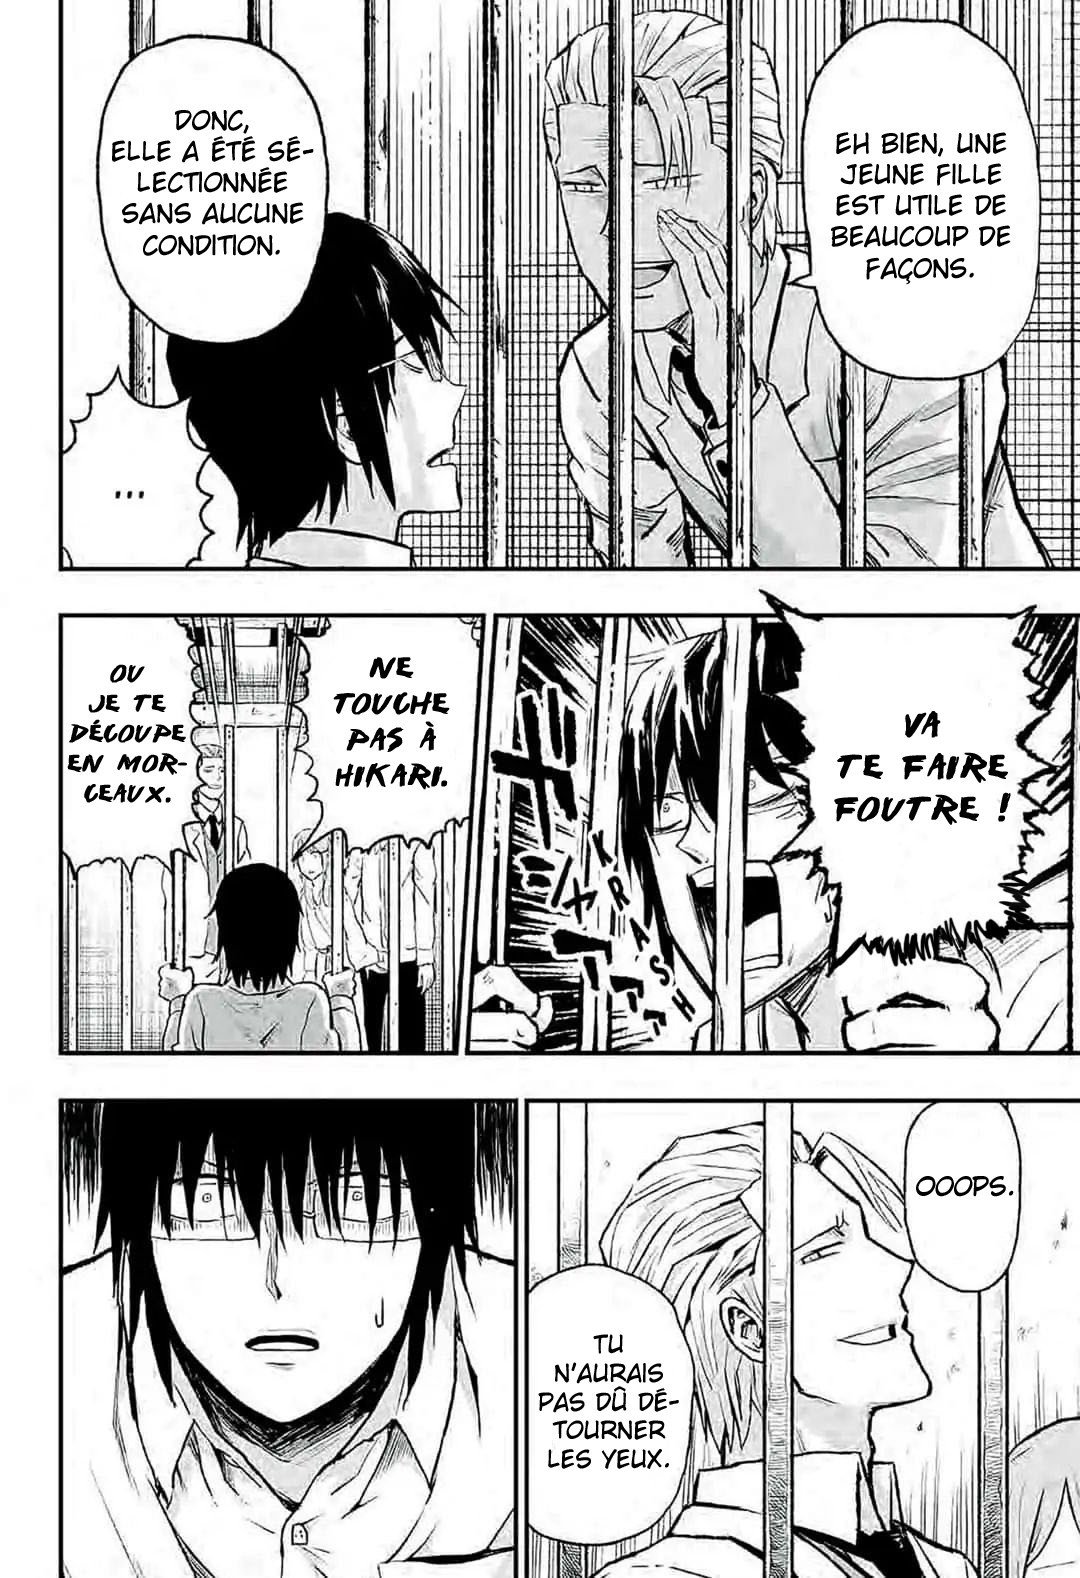 EH BIEN, UNE
JEUNE FILLE
EST UTILE DE
BEAUCOUP DE
FAÇONS.
DONC,
ELLE A ÉTÉ SÉ-
LECTIONNÉE
SANS AUCUNE
CONDITION.
...
VA
TE FAIRE
FOUTRE !
KRASH
NE
TOUCHE
PAS À
HIKARI.
OU
JE TE
DÉCOUPE
EN MOR-
CEAUX.
OOOPS.
TU
N'AURAIS
PAS DÛ DÉ-
TOURNER
LES YEUX.